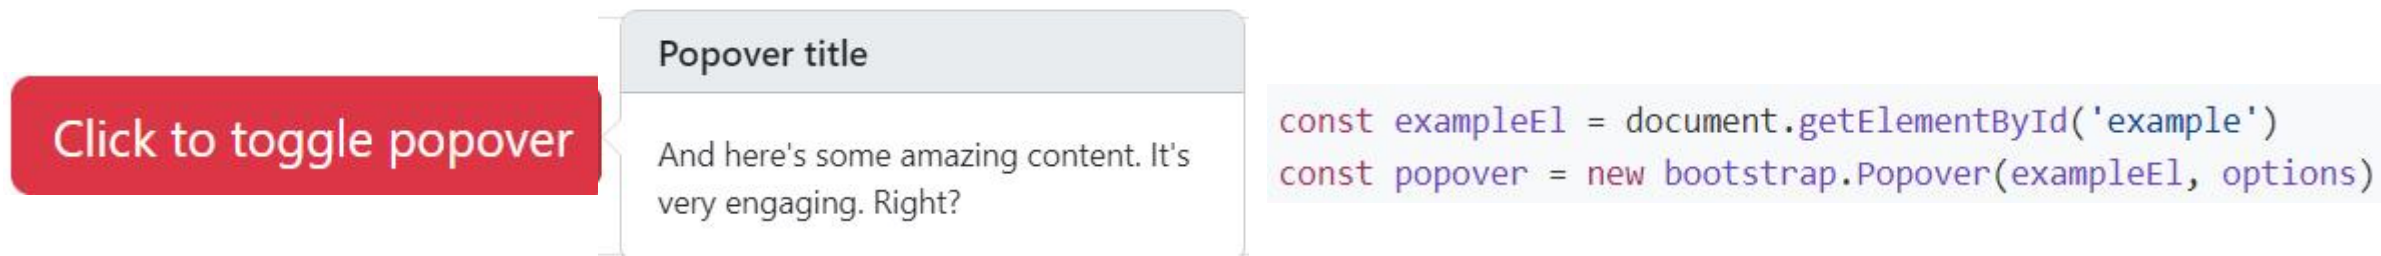 Click to toggle popover
Popover title
And here's some amazing content. It's
very engaging. Right?
const exampleEl = document.getElementById('example')
const popover = new bootstrap.Popover(exampleEl, options)